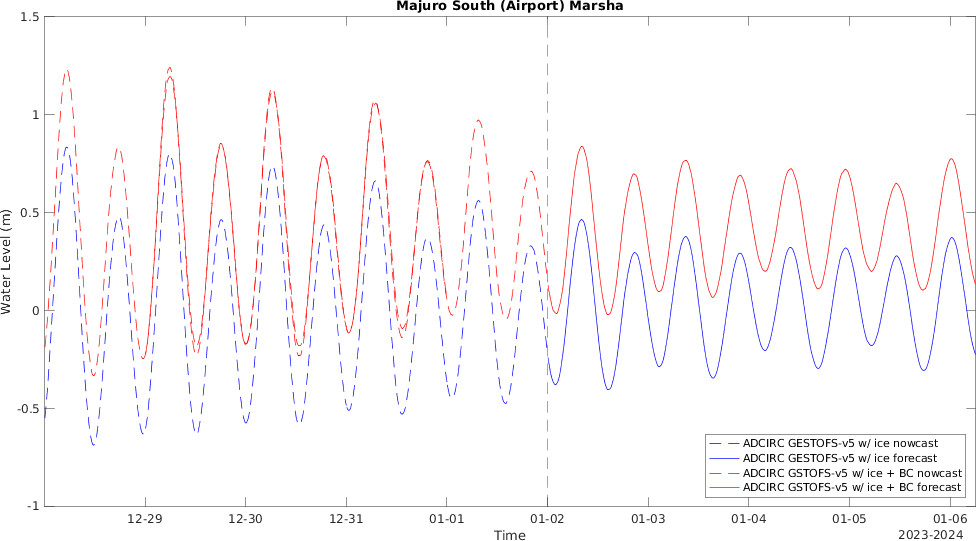 Majuro South (Airport) Marsha
1.5
1
0.5
0
-0.5
-1
Water Level (m)
12-29
12-30
12-31
01-01
01-02
01-03
01-04
01-05
01-06
Time
2023-2024
ADCIRC GESTOFS-v5 w/ ice nowcast
ADCIRC GESTOFS-v5 w/ ice forecast
ADCIRC GSTOFS-v5 w/ ice + BC nowcast
ADCIRC GSTOFS-v5 w/ ice + BC forecast